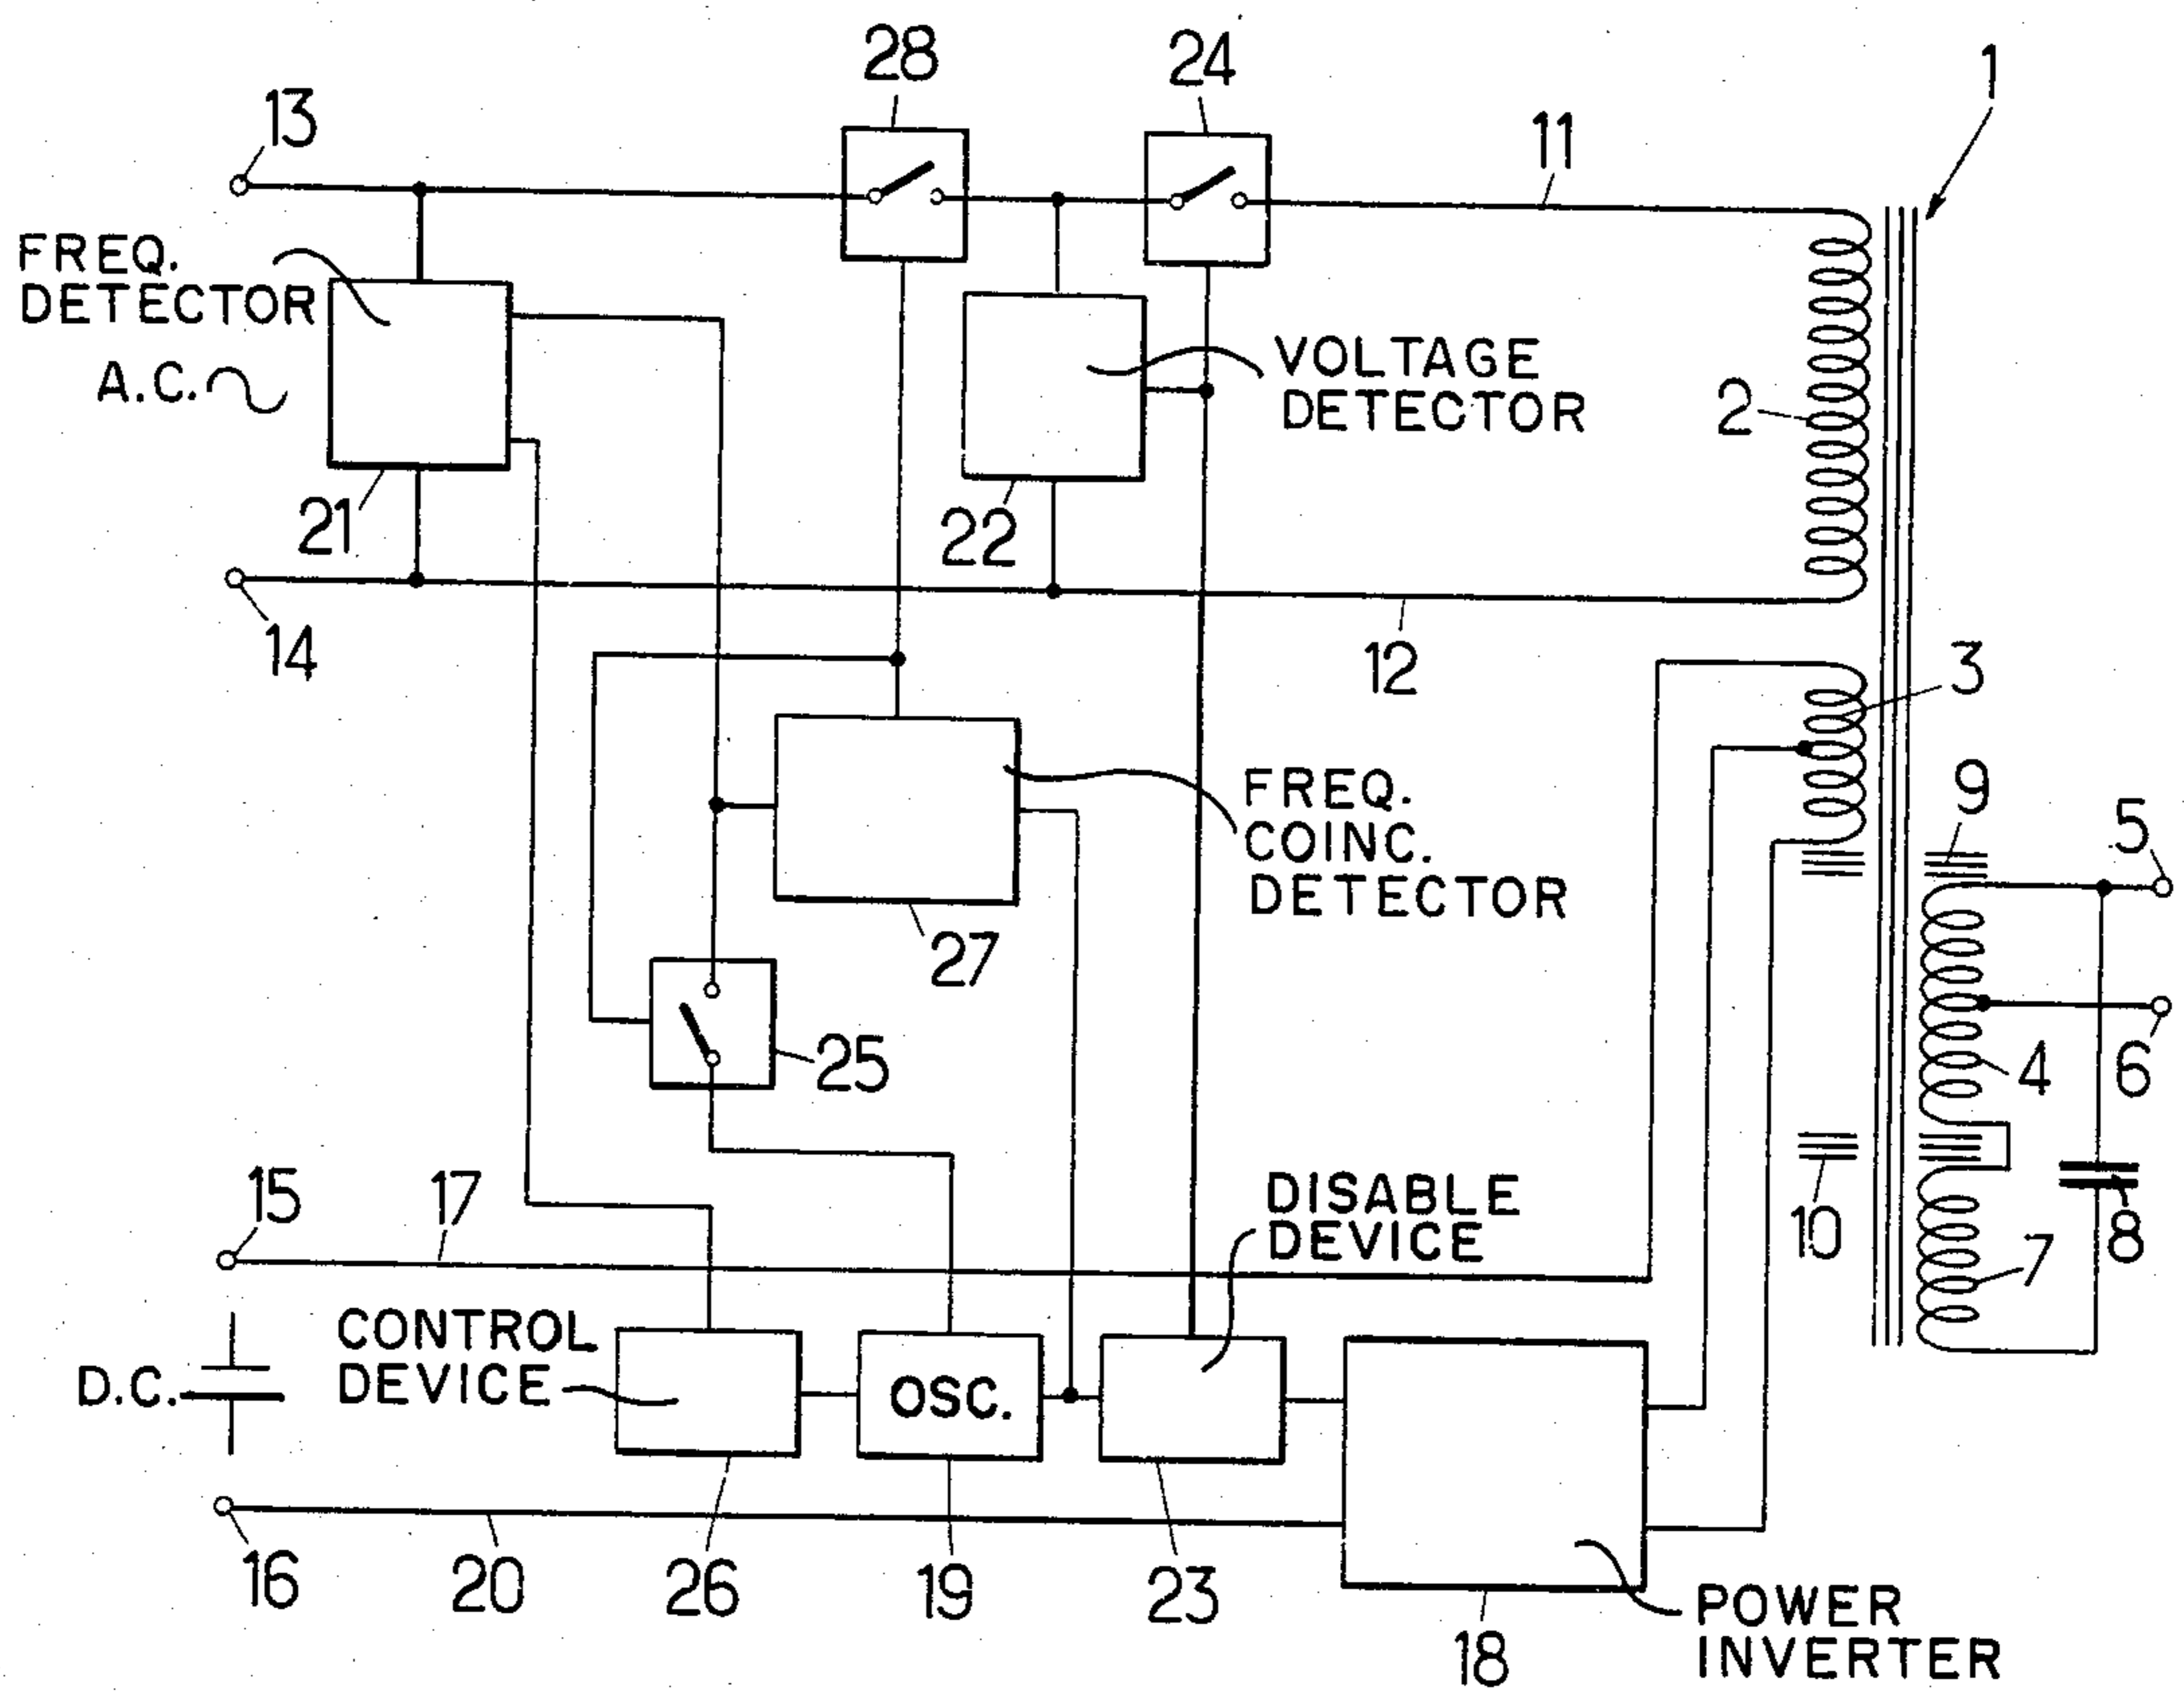 28
24
1
13
11
FREQ.
DETECTOR
A.C.
VOLTAGE
DETECTOR
2
21
22
14
12
3
FREQ.
COINC.
DETECTOR
9
5
27
25
4
6
15
17
DISABLE
DEVICE
10
8
7
CONTROL
DEVICE
D.C.
OSC.
16
20
26
19
23
18
POWER
INVERTER